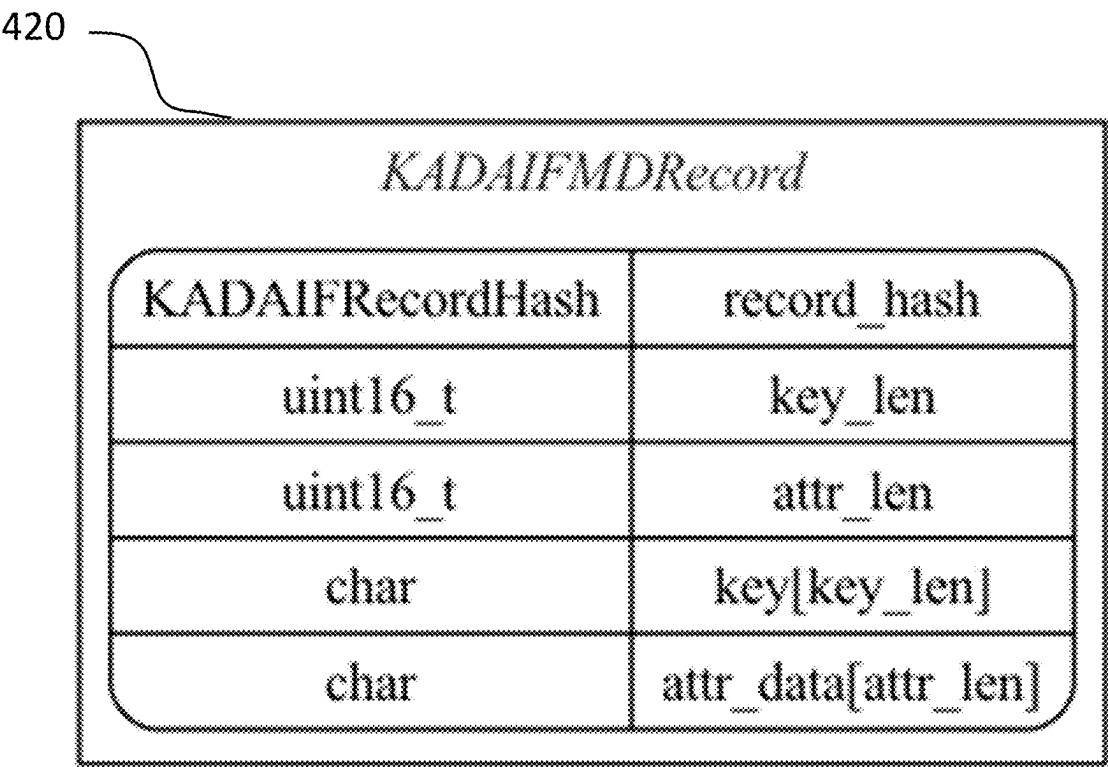 420
KADAIFMDRecord
KADAIFRecordHash record_hash
uint16_t key_len
uint16_t attr_len
char key[key_len]
char attr_data[attr_len]